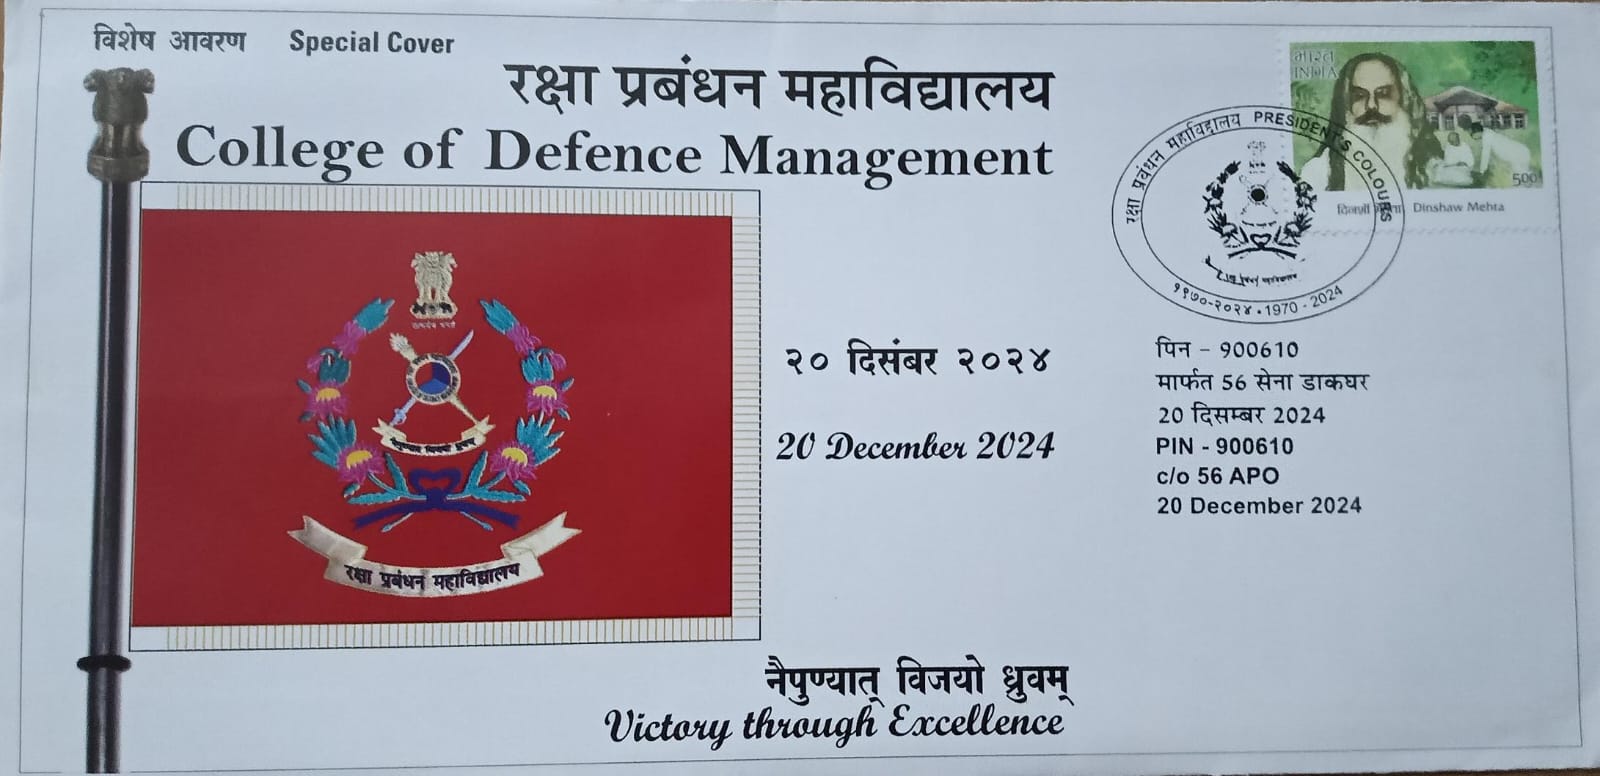 विशेष आवरण Special Cover
रक्षा प्रबंधन महाविद्यालय
College of Defence Management
भारत
INDIA
500
Dinshaw Mehta
रक्षा प्रबंधन महाविद्यालय PRESIDENT'S COLOURS
१९७०-२०२४ • 1970 - 2024
सत्यमेव जयते
रक्षा प्रबंधन महाविद्यालय
२० दिसंबर २०२४
20 December 2024
पिन - 900610
मार्फत 56 सेना डाकघर
20 दिसम्बर 2024
PIN - 900610
c/o 56 APO
20 December 2024
नैपुण्यात् विजयो ध्रुवम्
Victory through Excellence